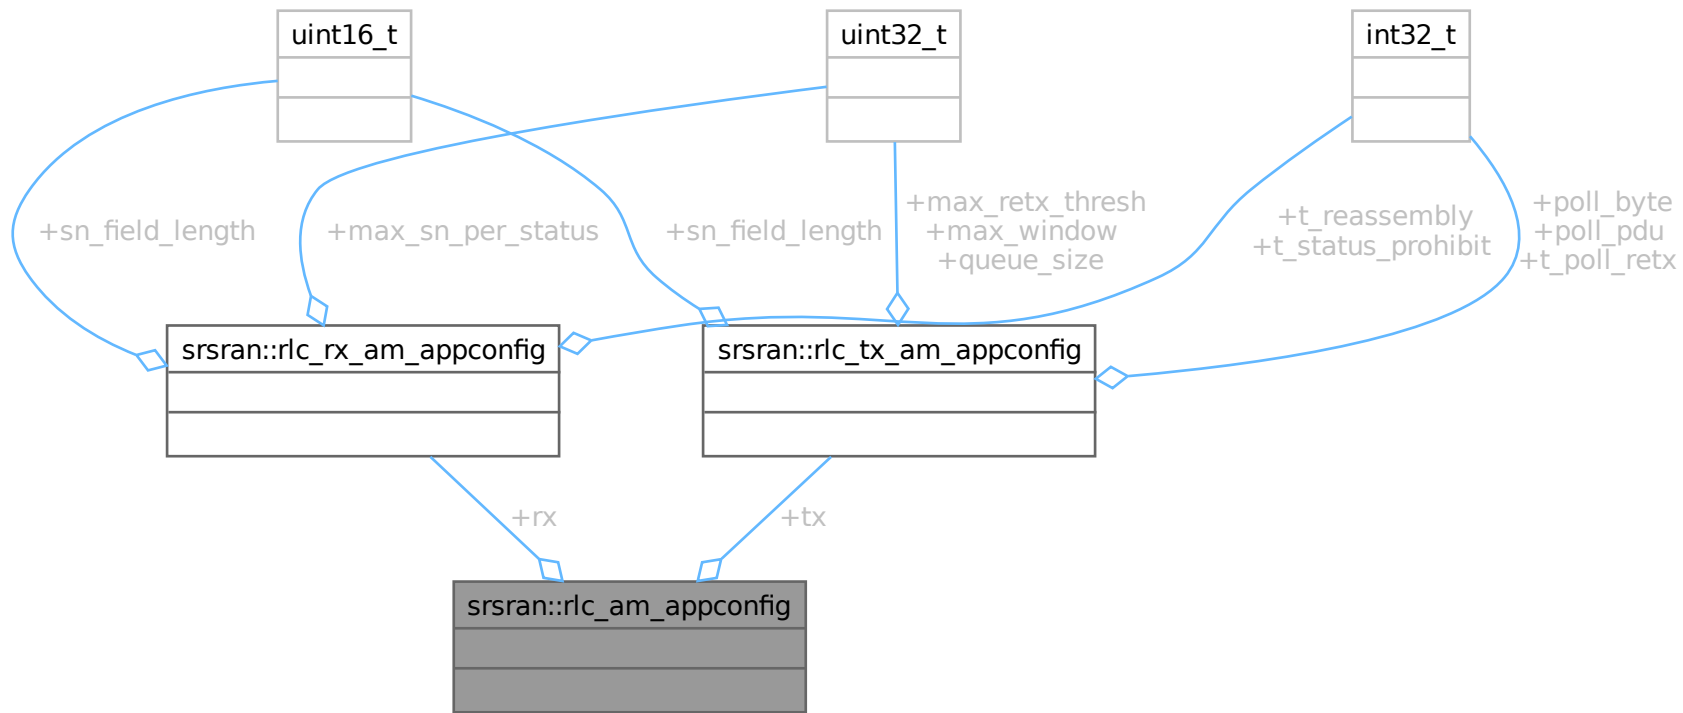 uint16_t
uint32_t
int32_t
+sn_field_length
+max_sn_per_status
+sn_field_length
+max_retx_thresh
+max_window
+queue_size
+t_reassembly
+t_status_prohibit
+poll_byte
+poll_pdu
+t_poll_retx
srsran::rlc_rx_am_appconfig
srsran::rlc_tx_am_appconfig
+rx
+tx
srsran::rlc_am_appconfig